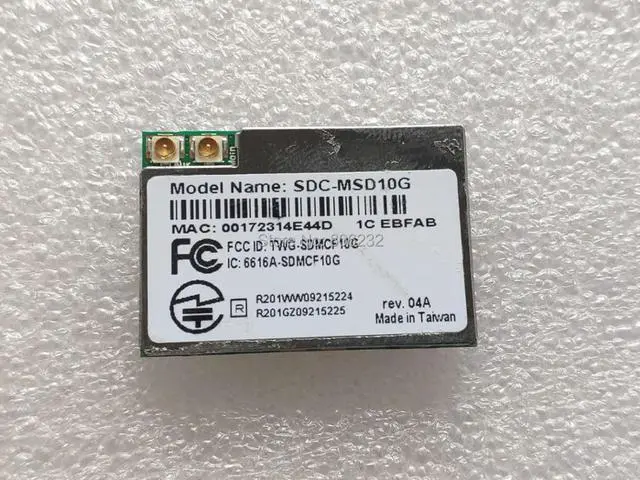 Main
Model Name: SDC-MSD10G
MAC: 00172314E44D 1C EBFAB
FC FCC ID: TWG-SDMCF10G
IC: 6616A-SDMCF10G
R R201WW09215224
R201GZ09215225
rev. 04A
Made in Taiwan